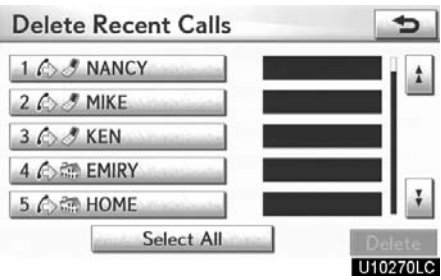 Delete Recent Calls
1 NANCY
2 MIKE
3 KEN
4 EMIRY
5 HOME
Select All
Delete
U10270LC